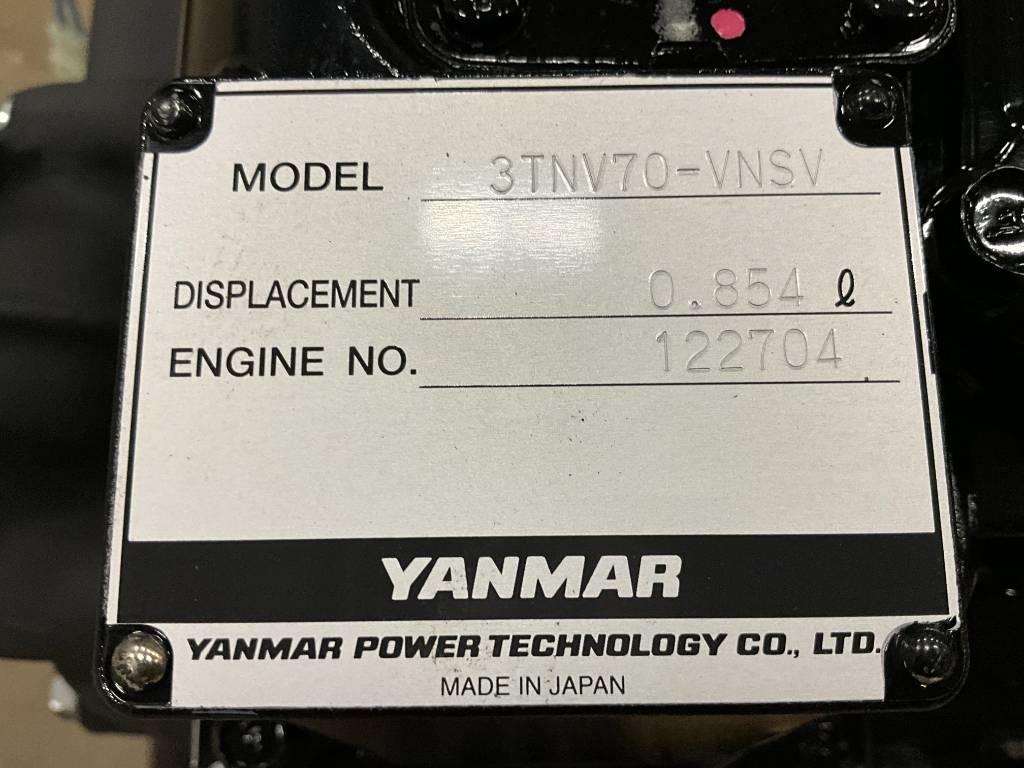 MODEL 3TNV70-VNSV
DISPLACEMENT 0.854 ℓ
ENGINE NO. 122704
YANMAR
YANMAR POWER TECHNOLOGY CO., LTD.
MADE IN JAPAN